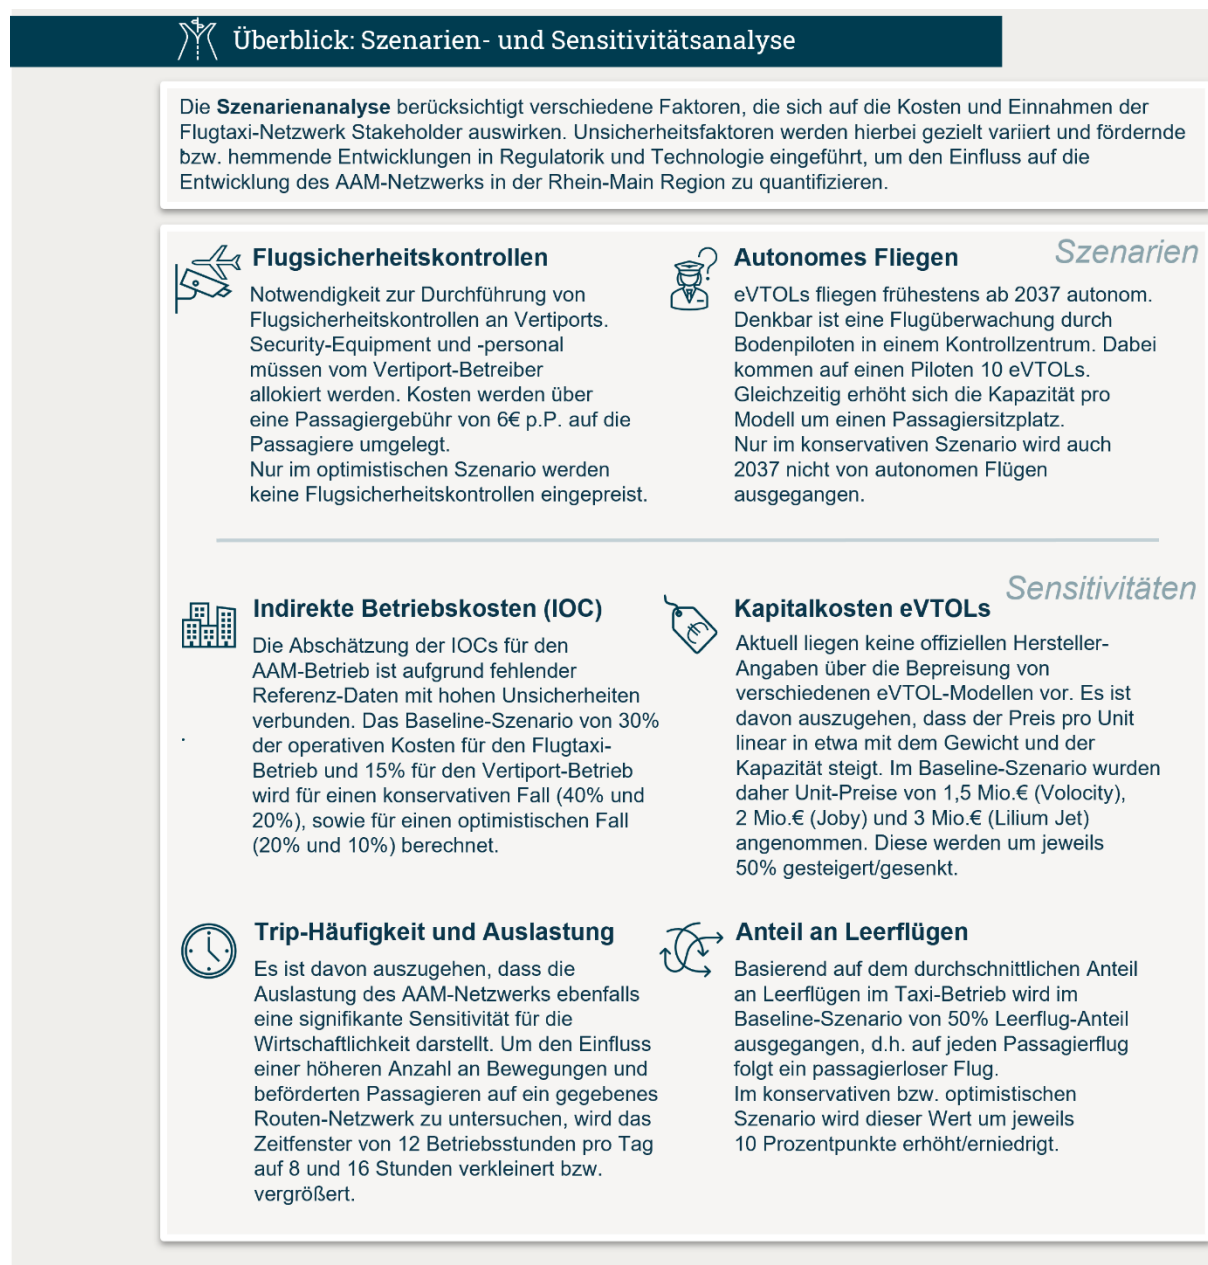 Überblick: Szenarien- und Sensitivitätsanalyse
Die Szenarienanalyse berücksichtigt verschiedene Faktoren, die sich auf die Kosten und Einnahmen der
Flugtaxi-Netzwerk Stakeholder auswirken. Unsicherheitsfaktoren werden hierbei gezielt variiert und fördernde
bzw. hemmende Entwicklungen in Regulatorik und Technologie eingeführt, um den Einfluss auf die
Entwicklung des AAM-Netzwerks in der Rhein-Main Region zu quantifizieren.
Szenarien
Flugsicherheitskontrollen
Notwendigkeit zur Durchführung von
Flugsicherheitskontrollen an Vertiports.
Security-Equipment und -personal
müssen vom Vertiport-Betreiber
allokiert werden. Kosten werden über
eine Passagiergebühr von 6€ p.P. auf die
Passagiere umgelegt.
Nur im optimistischen Szenario werden
keine Flugsicherheitskontrollen eingepreist.
Autonomes Fliegen
eVTOLs fliegen frühestens ab 2037 autonom.
Denkbar ist eine Flugüberwachung durch
Bodenpiloten in einem Kontrollzentrum. Dabei
kommen auf einen Piloten 10 eVTOLs.
Gleichzeitig erhöht sich die Kapazität pro
Modell um einen Passagiersitzplatz.
Nur im konservativen Szenario wird auch
2037 nicht von autonomen Flügen
ausgegangen.
Sensitivitäten
Indirekte Betriebskosten (IOC)
Die Abschätzung der IOCs für den
AAM-Betrieb ist aufgrund fehlender
Referenz-Daten mit hohen Unsicherheiten
verbunden. Das Baseline-Szenario von 30%
der operativen Kosten für den Flugtaxi-
Betrieb und 15% für den Vertiport-Betrieb
wird für einen konservativen Fall (40% und
20%), sowie für einen optimistischen Fall
(20% und 10%) berechnet.
Kapitalkosten eVTOLs
Aktuell liegen keine offiziellen Hersteller-
Angaben über die Bepreisung von
verschiedenen eVTOL-Modellen vor. Es ist
davon auszugehen, dass der Preis pro Unit
linear in etwa mit dem Gewicht und der
Kapazität steigt. Im Baseline-Szenario wurden
daher Unit-Preise von 1,5 Mio.€ (Volocity),
2 Mio.€ (Joby) und 3 Mio.€ (Lilium Jet)
angenommen. Diese werden um jeweils
50% gesteigert/gesenkt.
Trip-Häufigkeit und Auslastung
Es ist davon auszugehen, dass die
Auslastung des AAM-Netzwerks ebenfalls
eine signifikante Sensitivität für die
Wirtschaftlichkeit darstellt. Um den Einfluss
einer höheren Anzahl an Bewegungen und
beförderten Passagieren auf ein gegebenes
Routen-Netzwerk zu untersuchen, wird das
Zeitfenster von 12 Betriebsstunden pro Tag
auf 8 und 16 Stunden verkleinert bzw.
vergrößert.
Anteil an Leerflügen
Basierend auf dem durchschnittlichen Anteil
an Leerflügen im Taxi-Betrieb wird im
Baseline-Szenario von 50% Leerflug-Anteil
ausgegangen, d.h. auf jeden Passagierflug
folgt ein passagierloser Flug.
Im konservativen bzw. optimistischen
Szenario wird dieser Wert um jeweils
10 Prozentpunkte erhöht/erniedrigt.